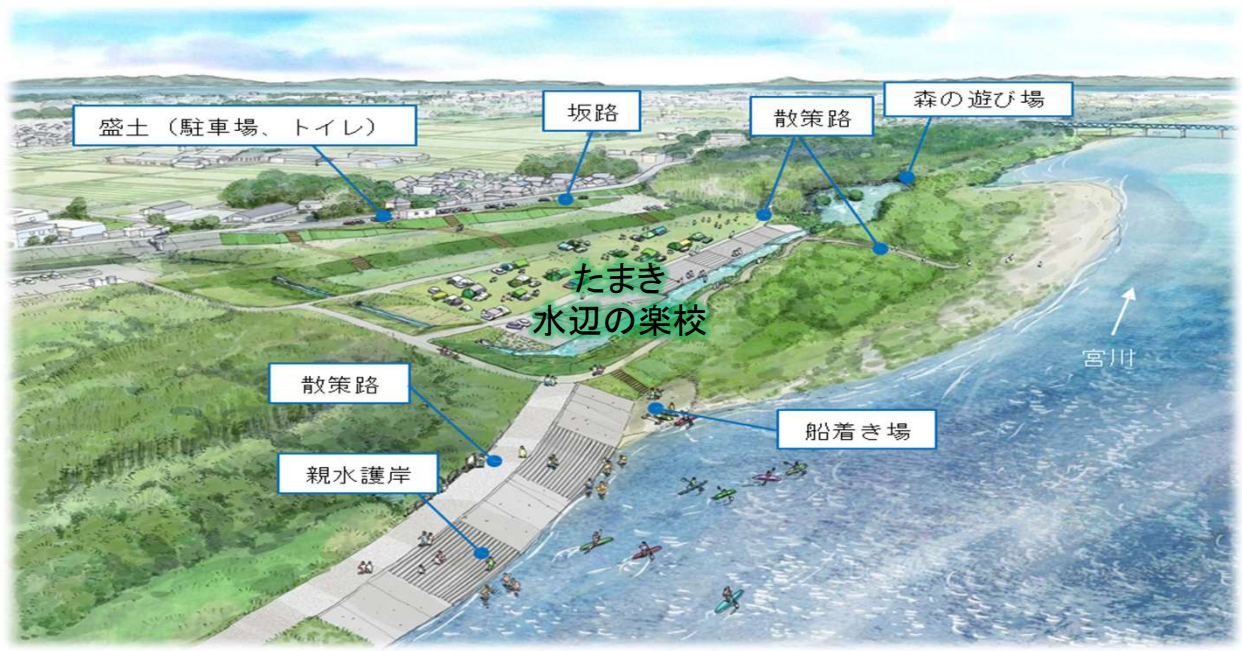 森の遊び場
坂路
散策路
盛土（駐車場、トイレ）
たまき
水辺の楽校
宮川
散策路
船着き場
親水護岸